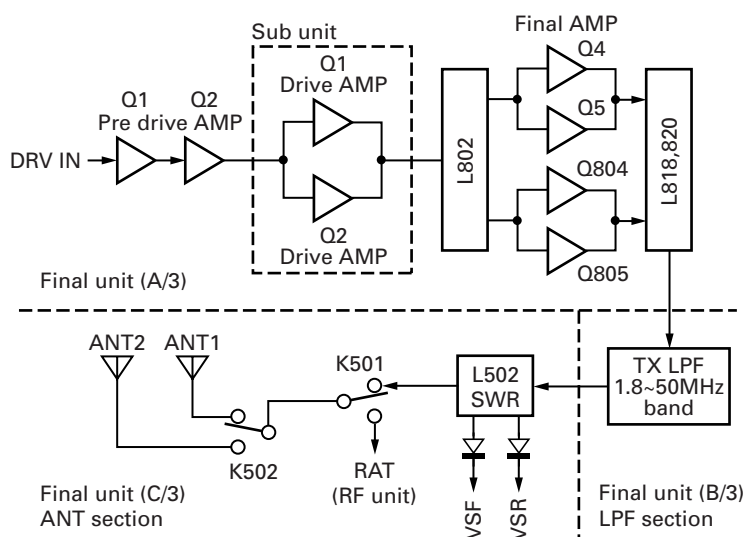 Sub unit
Final AMP
Q1
Drive AMP
Q4
Q5
Q1 Q2
Pre drive AMP
DRV IN
L802
L818,820
Q804
Q805
Q2
Drive AMP
Final unit (A/3)
ANT2
ANT1
K501
L502
SWR
TX LPF
1.8~50MHz
band
K502
RAT
(RF unit)
VSF
VSR
Final unit (C/3)
ANT section
Final unit (B/3)
LPF section